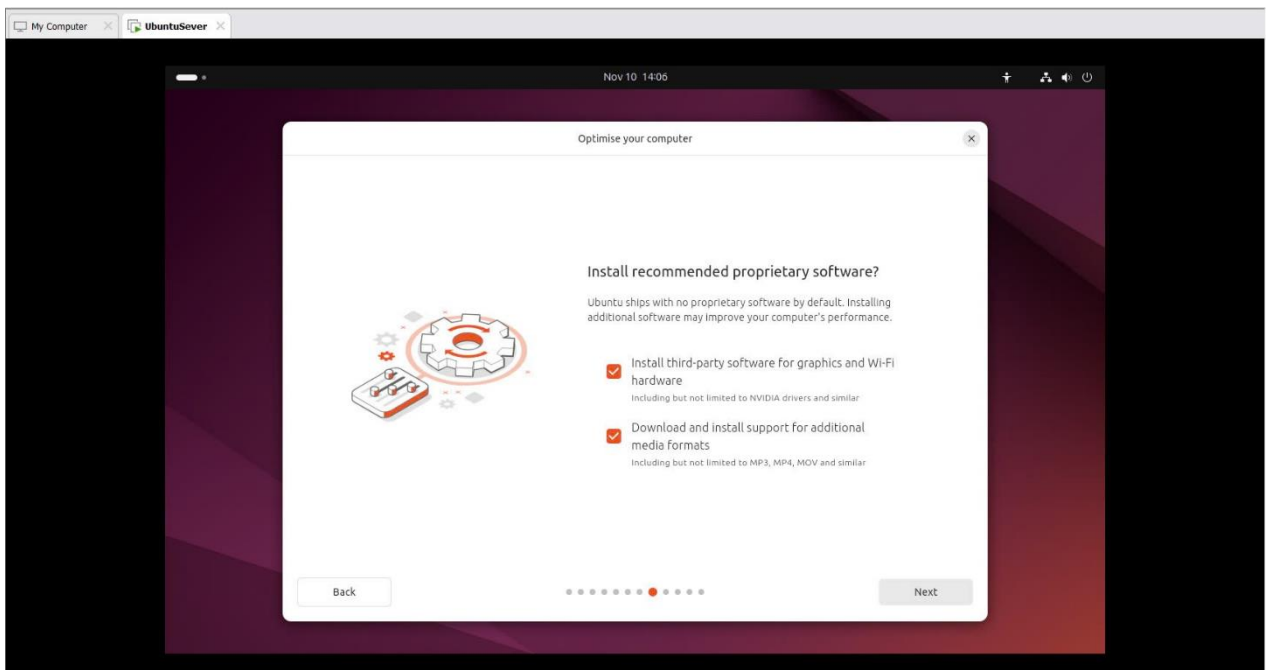 My Computer
UbuntuSever
Nov 10 14:06
Optimise your computer
Install recommended proprietary software?
Ubuntu ships with no proprietary software by default. Installing
additional software may improve your computer's performance.
Install third-party software for graphics and Wi-Fi
hardware
Including but not limited to NVIDIA drivers and similar
Download and install support for additional
media formats
Including but not limited to MP3, MP4, MOV and similar
Back
Next